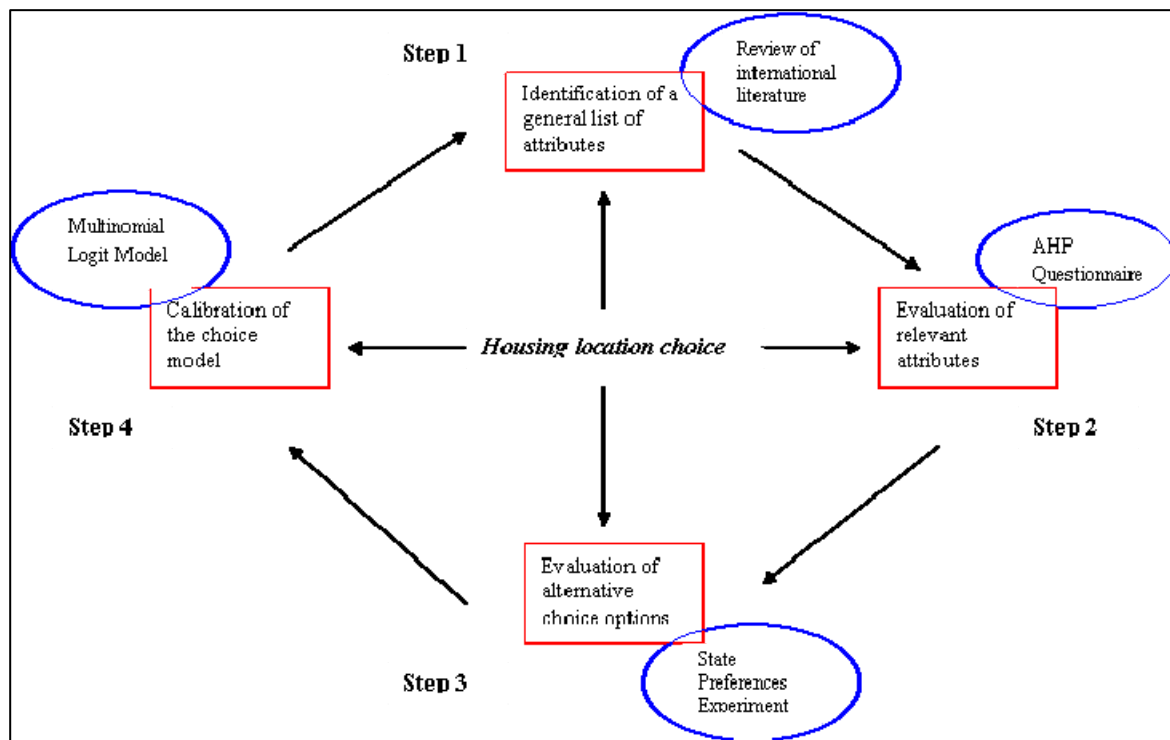 Step 1
Identification of a
general list of
attributes
Review of
international
literature
AHP
Questionnaire
Evaluation of
relevant
attributes
Step 2
Housing location choice
Multinomial
Logit Model
Calibration of
the choice
model
Step 4
Evaluation of
alternative
choice options
Step 3
State
Preferences
Experiment